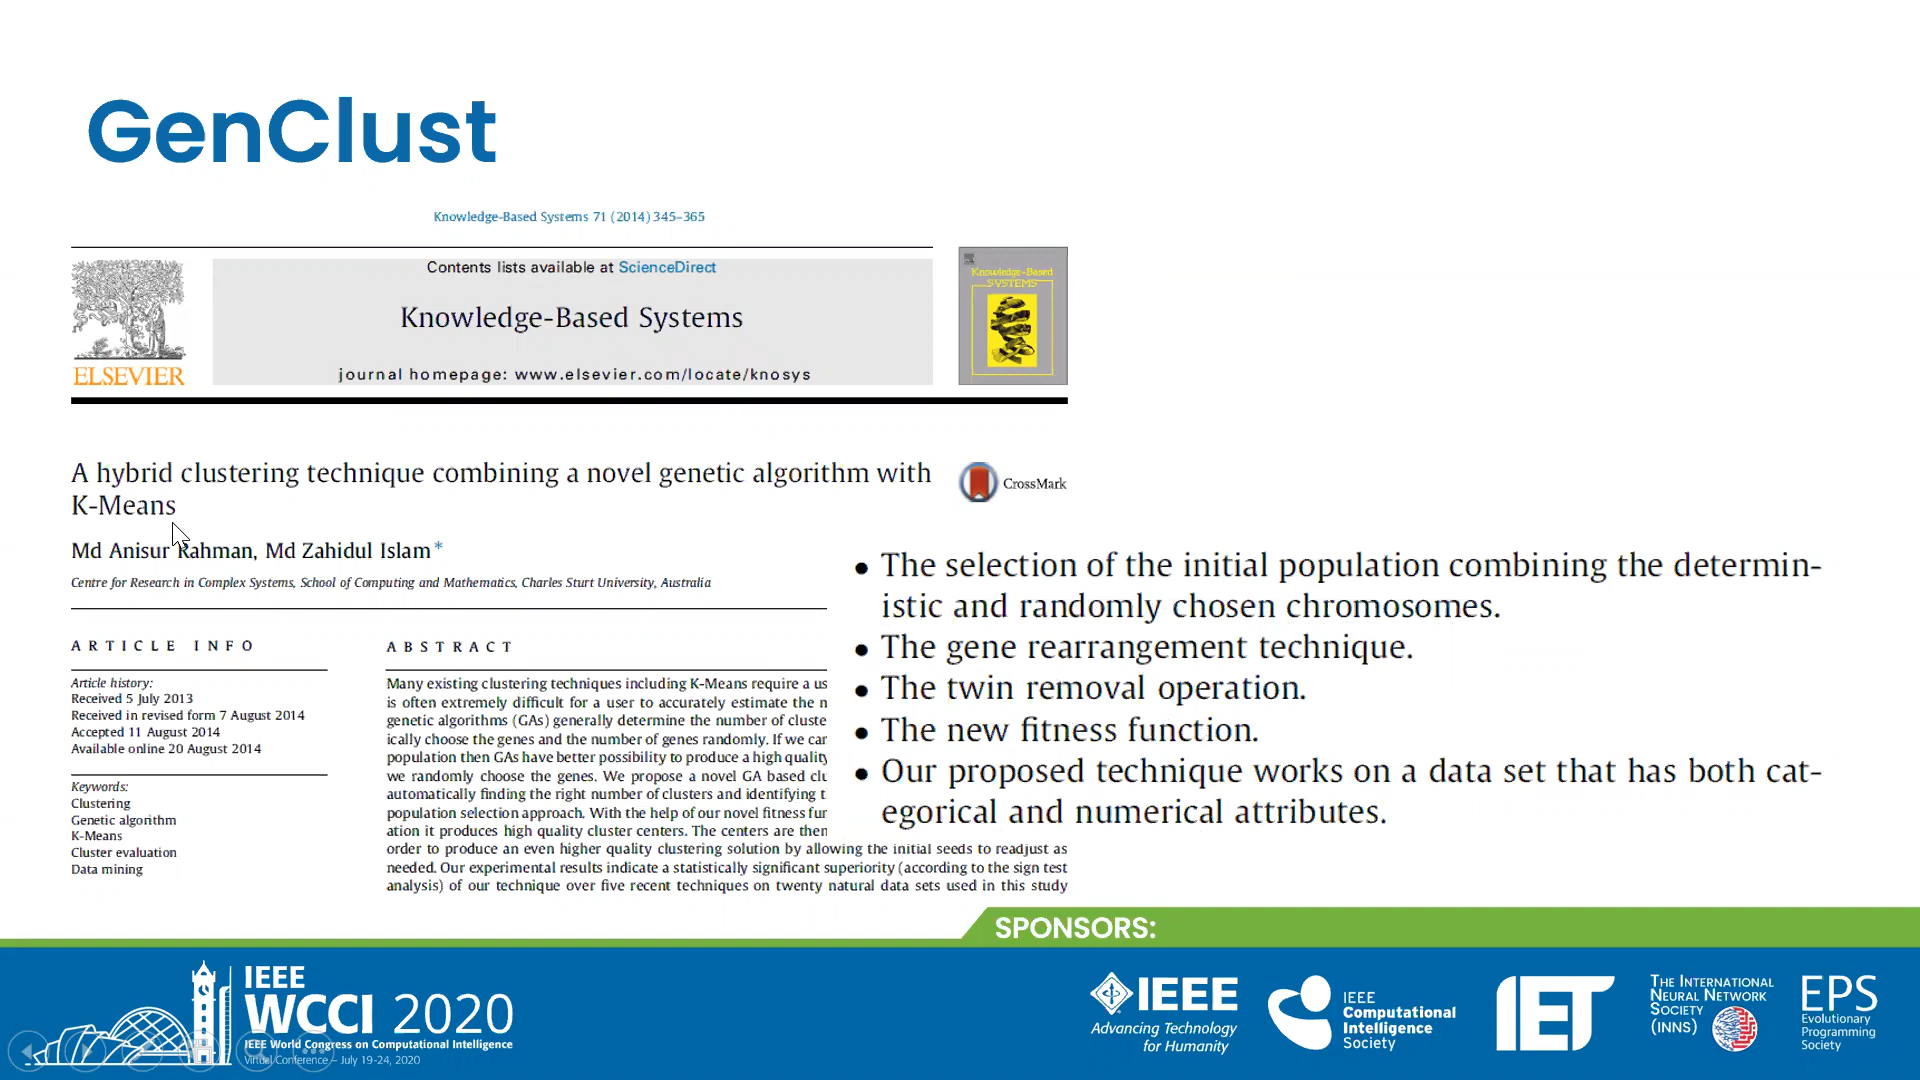 GenClust
Knowledge-Based Systems 71 (2014) 345–365
Contents lists available at ScienceDirect
Knowledge-Based Systems
journal homepage: www.elsevier.com/locate/knosys
ELSEVIER
Knowledge-Based
SYSTEMS
A hybrid clustering technique combining a novel genetic algorithm with
K-Means
CrossMark
Md Anisur Rahman, Md Zahidul Islam *
Centre for Research in Complex Systems, School of Computing and Mathematics, Charles Sturt University, Australia
ARTICLE INFO
Article history:
Received 5 July 2013
Received in revised form 7 August 2014
Accepted 11 August 2014
Available online 20 August 2014
Keywords:
Clustering
Genetic algorithm
K-Means
Cluster evaluation
Data mining
ABSTRACT
Many existing clustering techniques including K-Means require a us
is often extremely difficult for a user to accurately estimate the n
genetic algorithms (GAs) generally determine the number of cluste
ically choose the genes and the number of genes randomly. If we can
population then GAs have better possibility to produce a high quality
we randomly choose the genes. We propose a novel GA based clu
automatically finding the right number of clusters and identifying t
population selection approach. With the help of our novel fitness fun
ation it produces high quality cluster centers. The centers are then
order to produce an even higher quality clustering solution by allowing the initial seeds to readjust as
needed. Our experimental results indicate a statistically significant superiority (according to the sign test
analysis) of our technique over five recent techniques on twenty natural data sets used in this study
• The selection of the initial population combining the determin-
istic and randomly chosen chromosomes.
• The gene rearrangement technique.
• The twin removal operation.
• The new fitness function.
• Our proposed technique works on a data set that has both cat-
egorical and numerical attributes.
SPONSORS:
IEEE
WCCI 2020
IEEE World Congress on Computational Intelligence
Virtual Conference – July 19-24, 2020
IEEE
Advancing Technology
for Humanity
IEEE
Computational
Intelligence
Society
IET
THE INTERNATIONAL
NEURAL NETWORK
SOCIETY
(INNS)
EPS
Evolutionary
Programming
Society